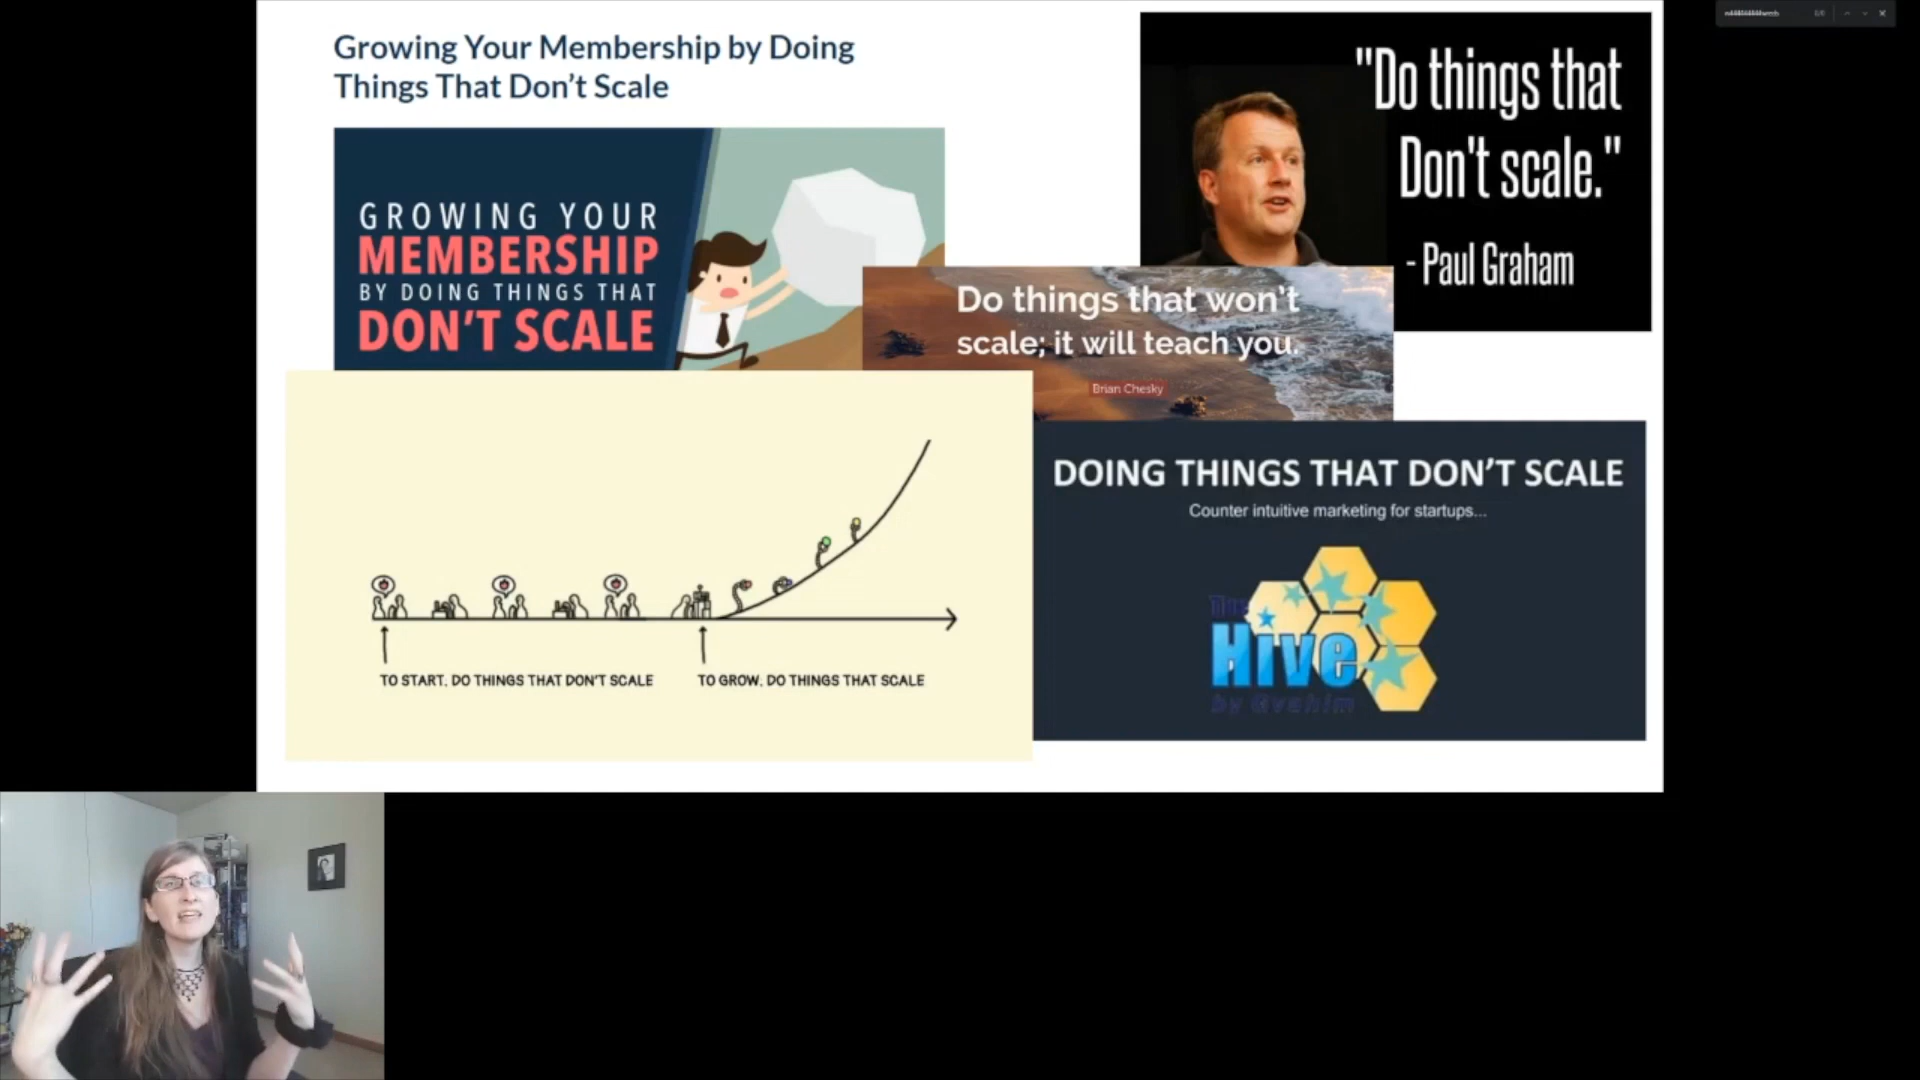 Growing Your Membership by Doing
Things That Don't Scale
GROWING YOUR
MEMBERSHIP
BY DOING THINGS THAT
DON'T SCALE
"Do things that
Don't scale."
- Paul Graham
Do things that won't
scale; it will teach you.
Brian Chesky
TO START, DO THINGS THAT DON'T SCALE
TO GROW, DO THINGS THAT SCALE
DOING THINGS THAT DON'T SCALE
Counter intuitive marketing for startups...
The
Hive
by Gvahim